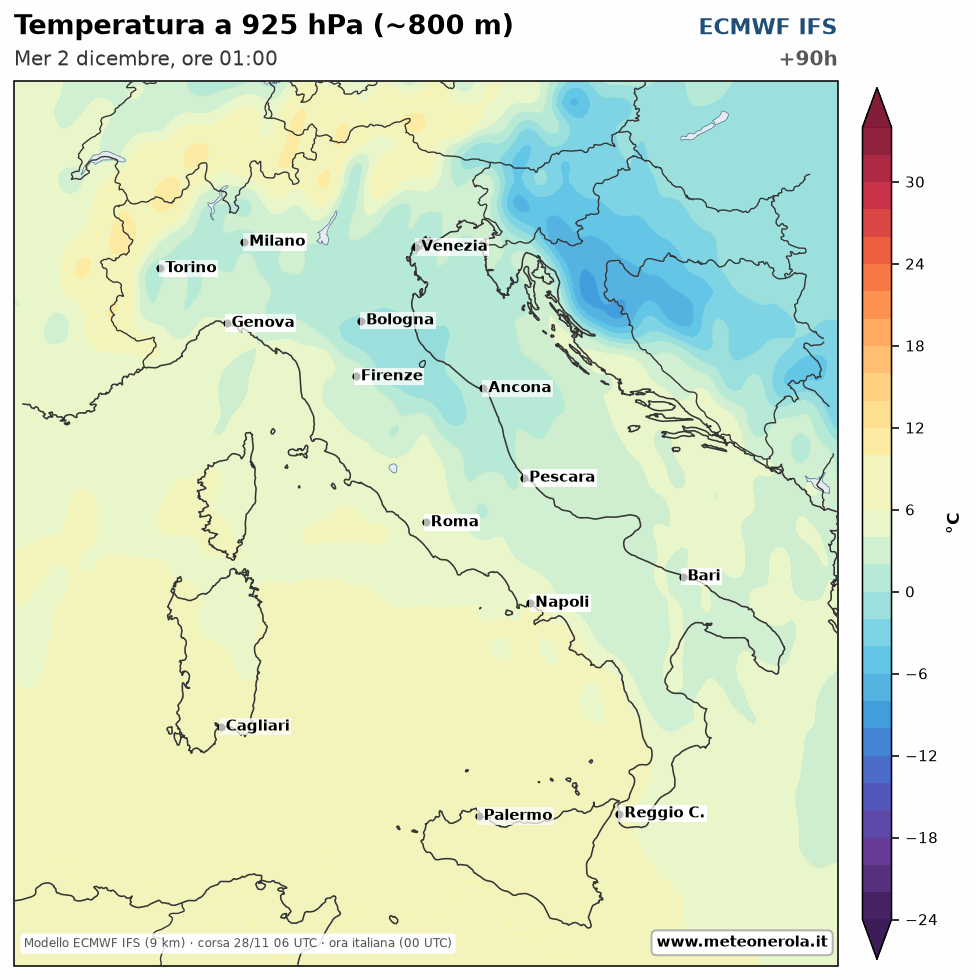 Temperatura a 925 hPa (~800 m)
ECMWF IFS
Mer 2 dicembre, ore 01:00
+90h
Milano
Venezia
Torino
Genova
Bologna
Firenze
Ancona
Pescara
Roma
Bari
Napoli
Cagliari
Palermo
Reggio C.
30
24
18
12
6
0
−6
−12
−18
−24
°C
Modello ECMWF IFS (9 km) · corsa 28/11 06 UTC · ora italiana (00 UTC)
www.meteonerola.it